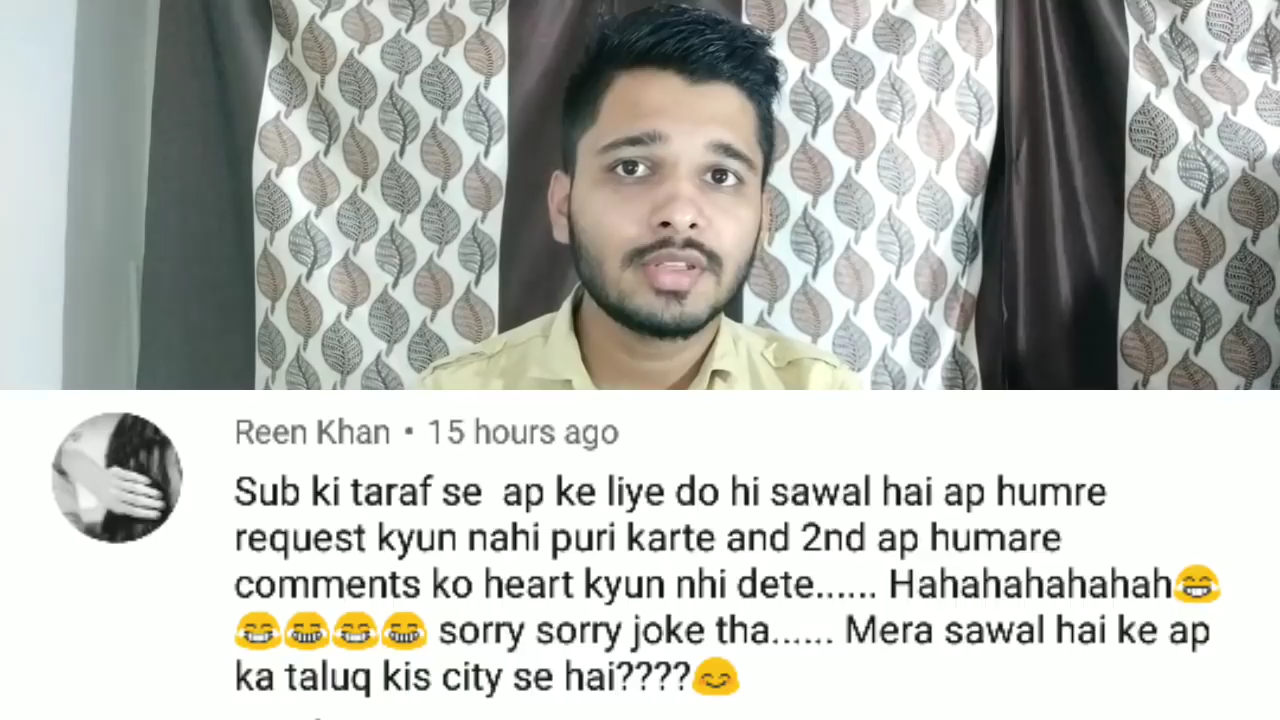 Reen Khan • 15 hours ago
Sub ki taraf se  ap ke liye do hi sawal hai ap humre
request kyun nahi puri karte and 2nd ap humare
comments ko heart kyun nhi dete...... Hahahahahahah😂
😂😂😂😂 sorry sorry joke tha...... Mera sawal hai ke ap
ka taluq kis city se hai????😊